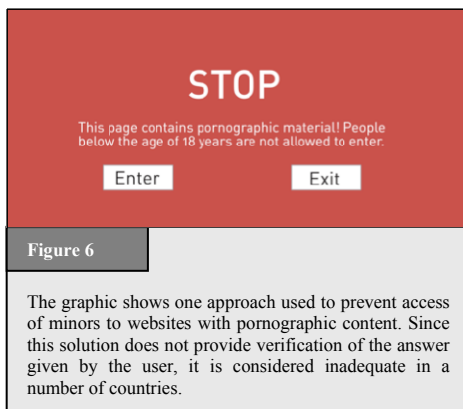 STOP
This page contains pornographic material! People
below the age of 18 years are not allowed to enter.
Enter Exit
Figure 6
The graphic shows one approach used to prevent access
of minors to websites with pornographic content. Since
this solution does not provide verification of the answer
given by the user, it is considered inadequate in a
number of countries.